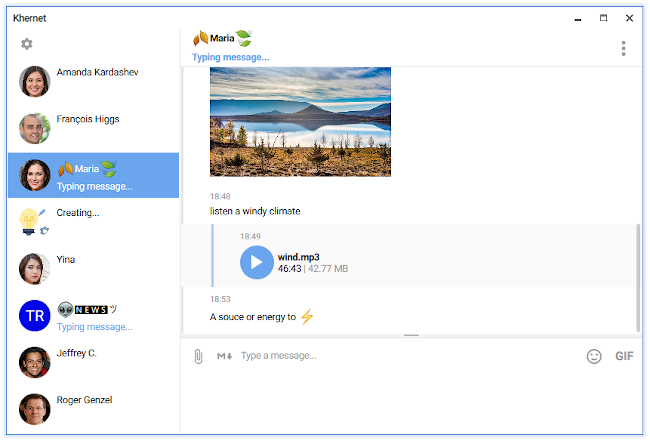 Khernet
Amanda Kardashev
François Higgs
🍂Maria🍃
Typing message...
Creating...
Yina
TR
👽🅽🅴🆆🆂ツ
Typing message...
Jeffrey C.
Roger Genzel
🍂Maria🍃
Typing message...
18:48
listen a windy climate
18:49
wind.mp3
46:43 | 42.77 MB
18:53
A souce or energy to ⚡
M↓ Type a message... GIF